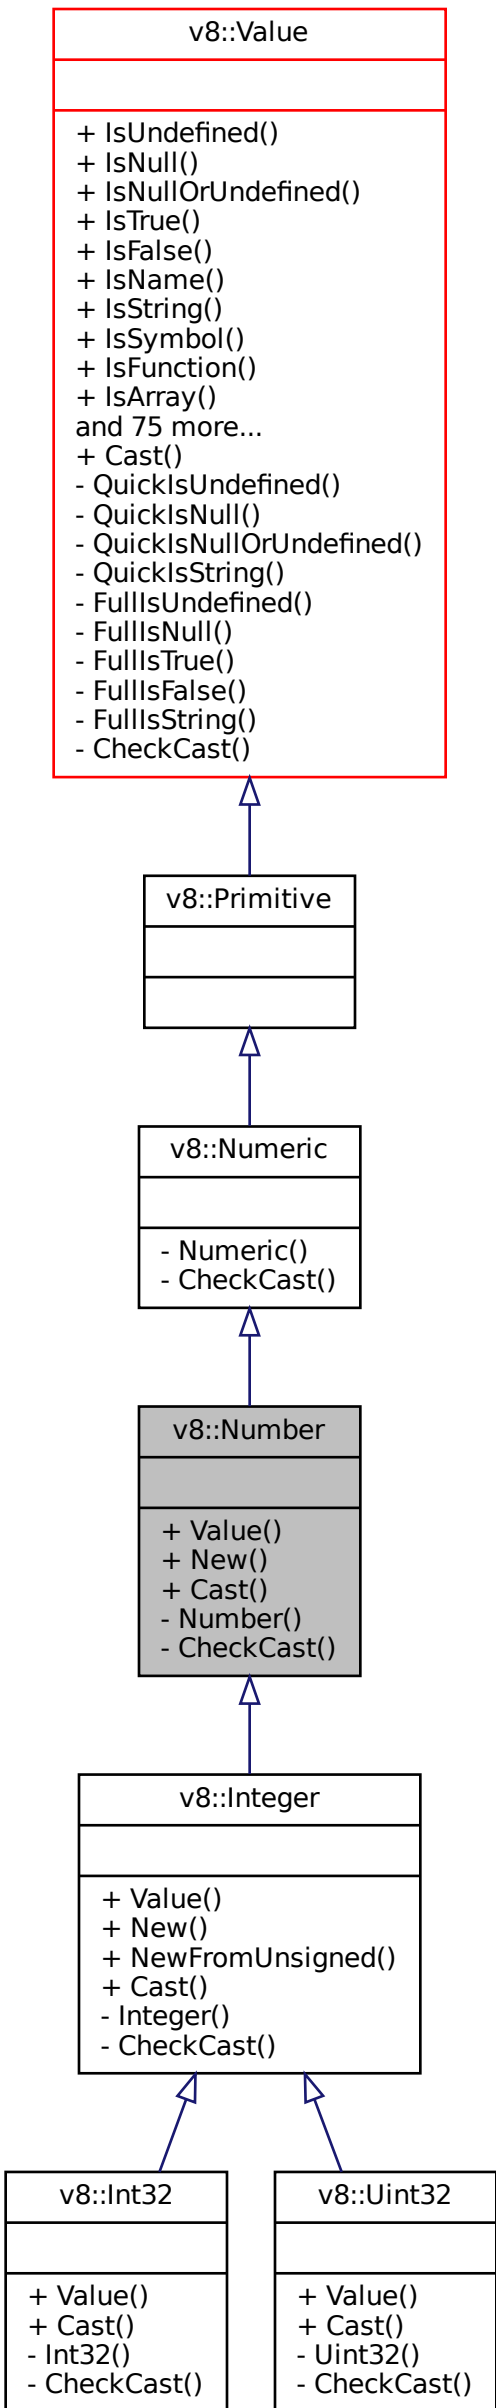 v8::Value
+ IsUndefined()
+ IsNull()
+ IsNullOrUndefined()
+ IsTrue()
+ IsFalse()
+ IsName()
+ IsString()
+ IsSymbol()
+ IsFunction()
+ IsArray()
and 75 more...
+ Cast()
- QuickIsUndefined()
- QuickIsNull()
- QuickIsNullOrUndefined()
- QuickIsString()
- FullIsUndefined()
- FullIsNull()
- FullIsTrue()
- FullIsFalse()
- FullIsString()
- CheckCast()
v8::Primitive
v8::Numeric
- Numeric()
- CheckCast()
v8::Number
+ Value()
+ New()
+ Cast()
- Number()
- CheckCast()
v8::Integer
+ Value()
+ New()
+ NewFromUnsigned()
+ Cast()
- Integer()
- CheckCast()
v8::Int32
+ Value()
+ Cast()
- Int32()
- CheckCast()
v8::Uint32
+ Value()
+ Cast()
- Uint32()
- CheckCast()